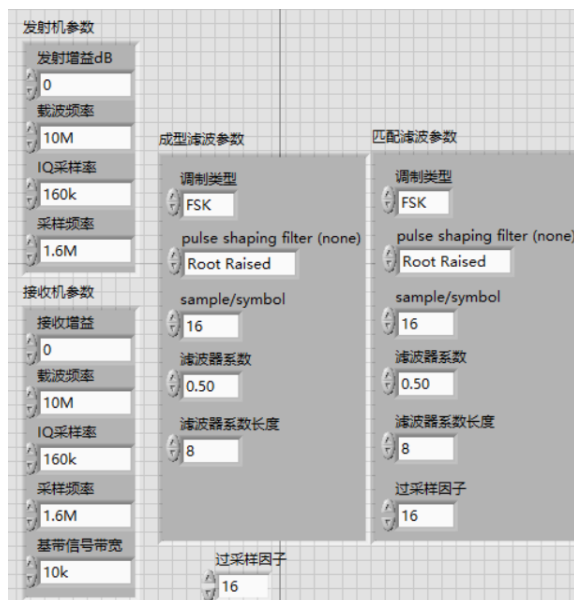 发射机参数
发射增益dB
0
载波频率
10M
IQ采样率
160k
采样频率
1.6M
接收机参数
接收增益
0
载波频率
10M
IQ采样率
160k
采样频率
1.6M
基带信号带宽
10k
成型滤波参数
调制类型
FSK
pulse shaping filter (none)
Root Raised
sample/symbol
16
滤波器系数
0.50
滤波器系数长度
8
过采样因子
16
匹配滤波参数
调制类型
FSK
pulse shaping filter (none)
Root Raised
sample/symbol
16
滤波器系数
0.50
滤波器系数长度
8
过采样因子
16